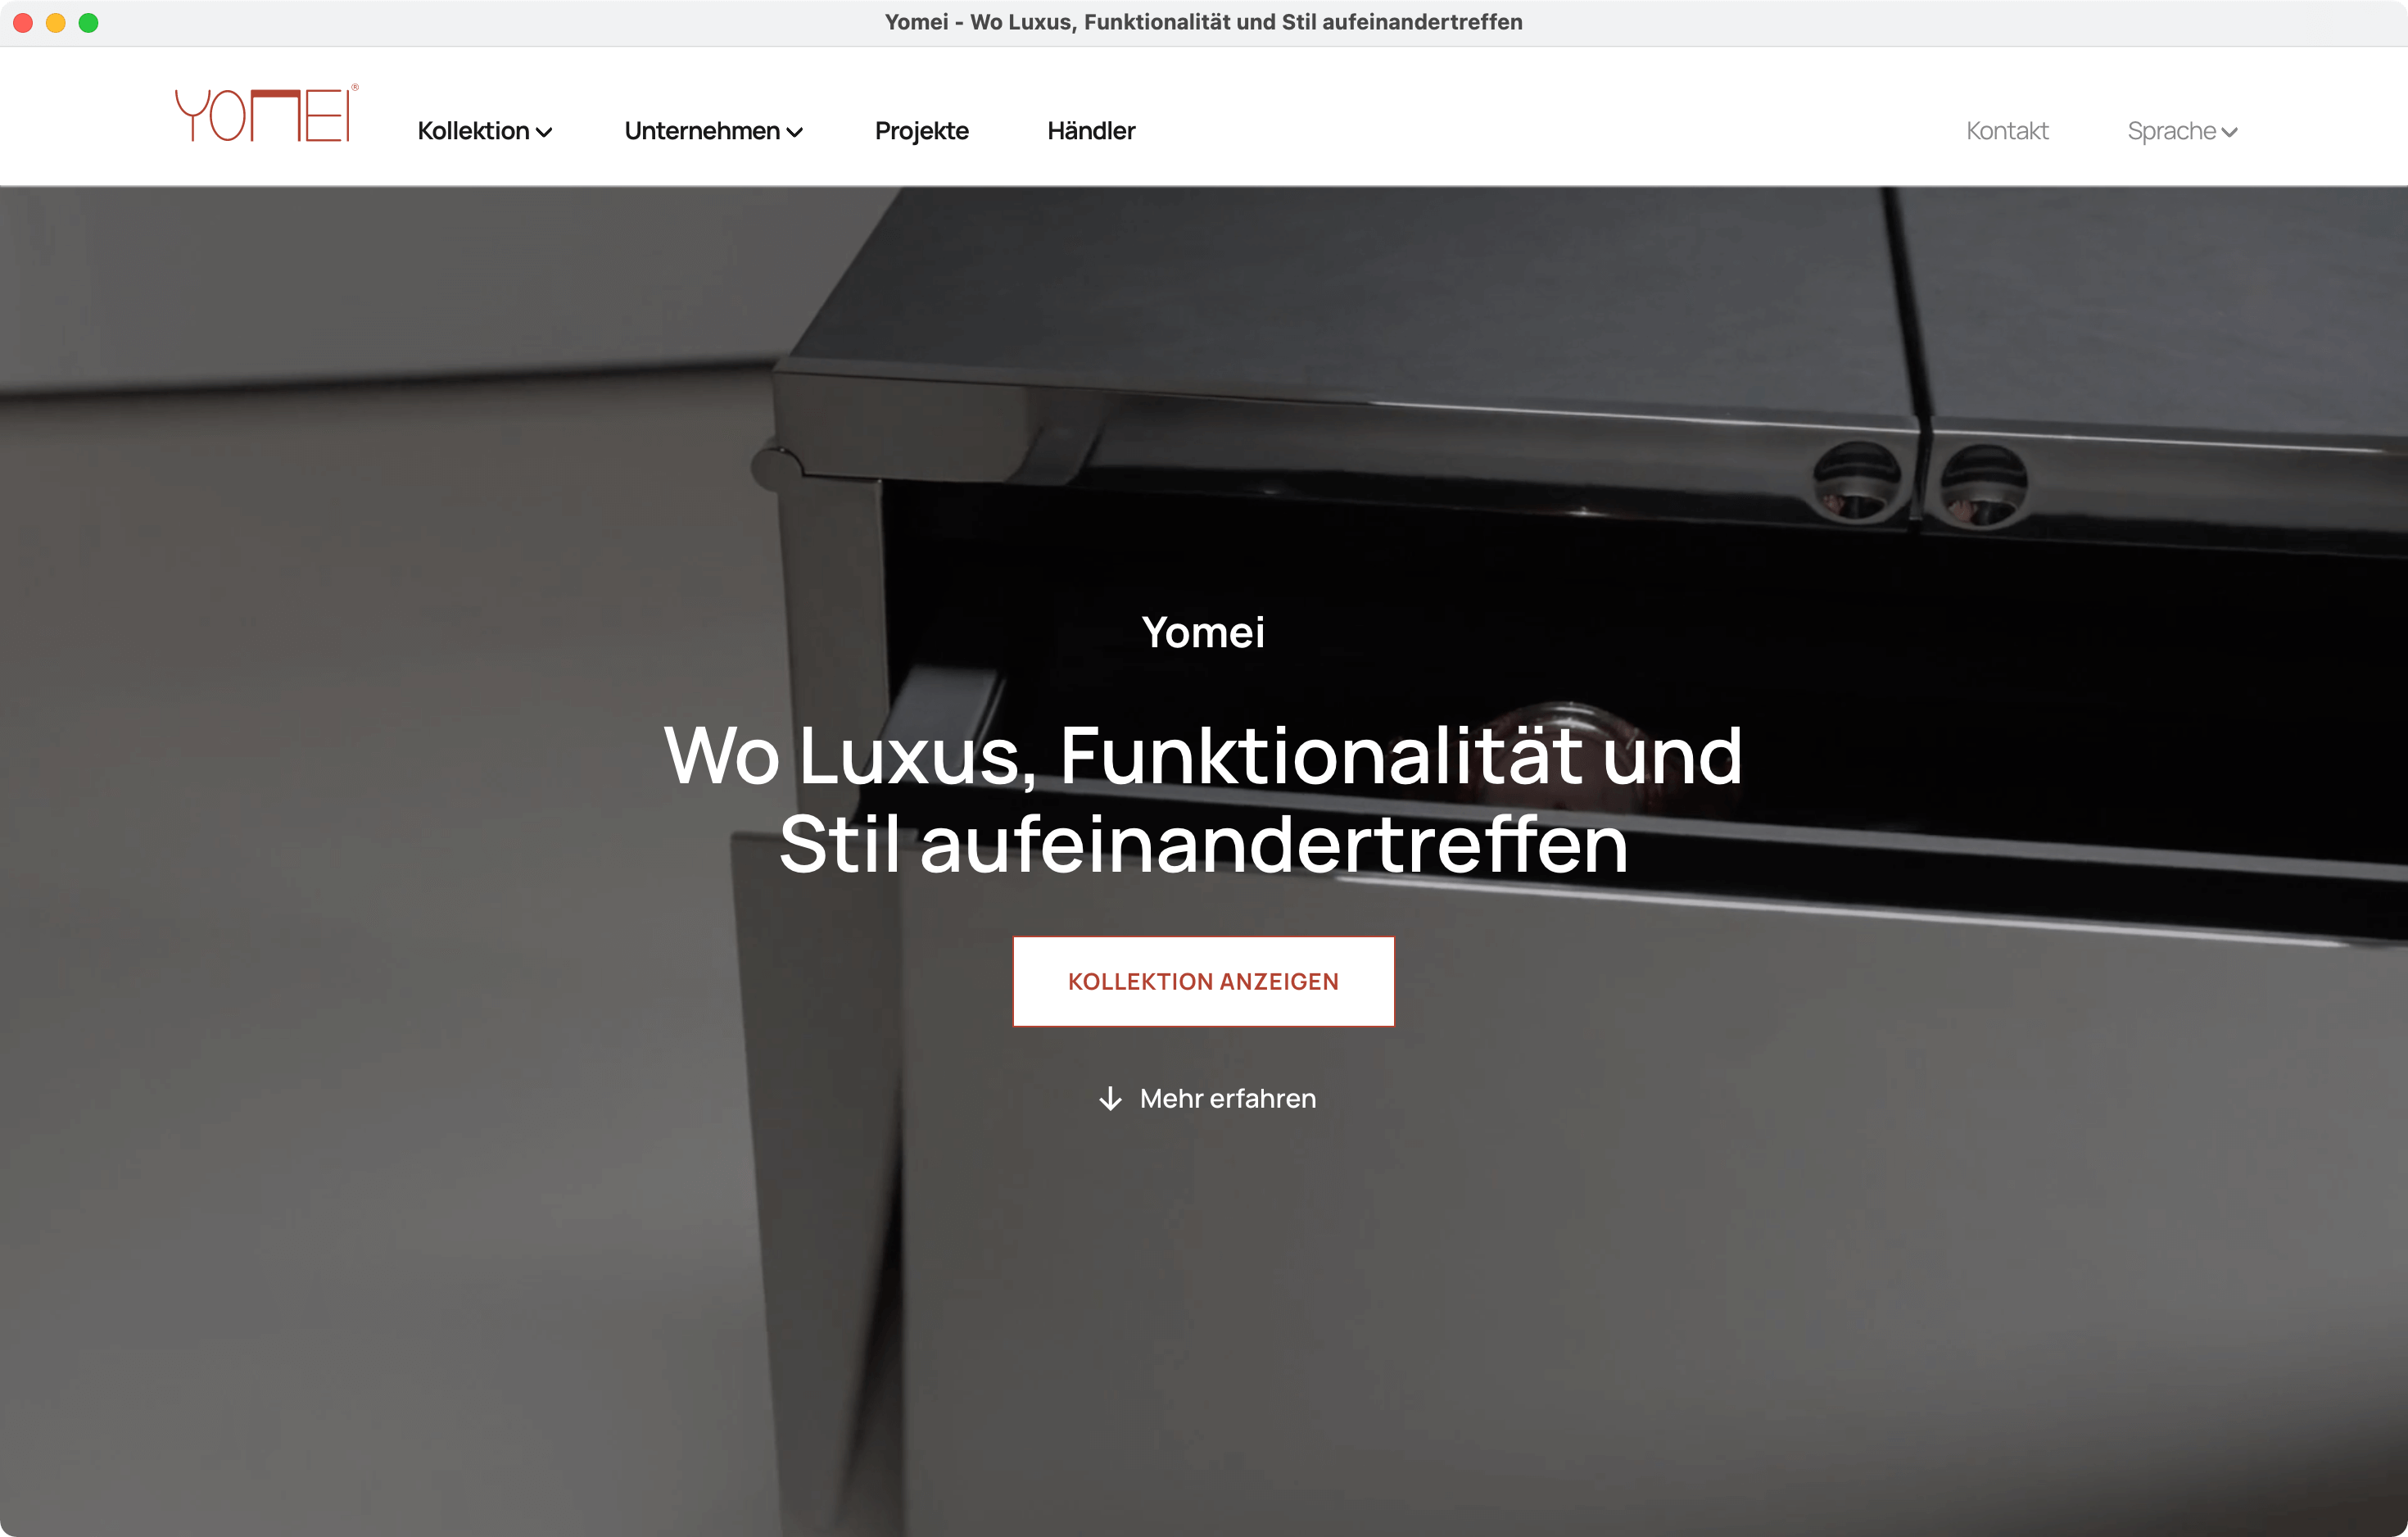 Yomei - Wo Luxus, Funktionalität und Stil aufeinandertreffen
YOMEI®
Kollektion
Unternehmen
Projekte
Händler
Kontakt
Sprache
Yomei
Wo Luxus, Funktionalität und
Stil aufeinandertreffen
KOLLEKTION ANZEIGEN
Mehr erfahren